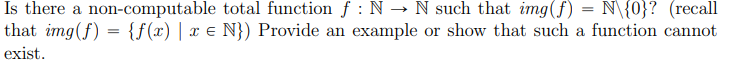 Is there a non-computable total function f : ℕ → ℕ such that img(f) = ℕ\{0}? (recall
that img(f) = {f(x) | x ∈ ℕ}) Provide an example or show that such a function cannot
exist.